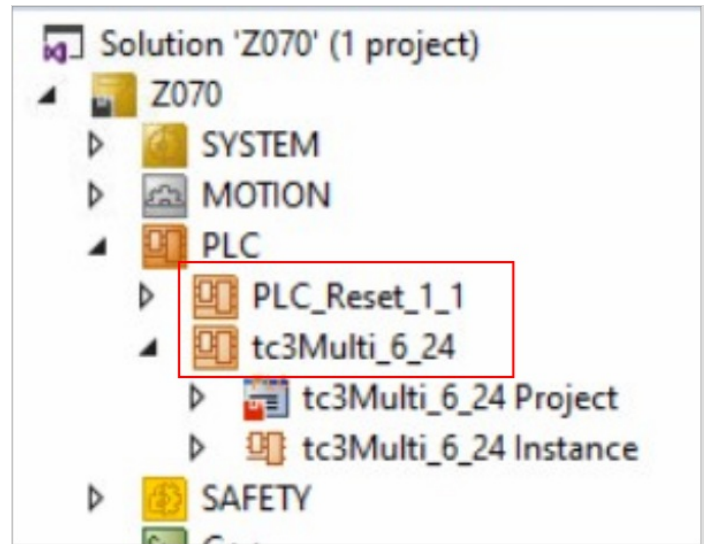 Solution 'Z070' (1 project)
Z070
SYSTEM
MOTION
PLC
PLC_Reset_1_1
tc3Multi_6_24
tc3Multi_6_24 Project
tc3Multi_6_24 Instance
SAFETY